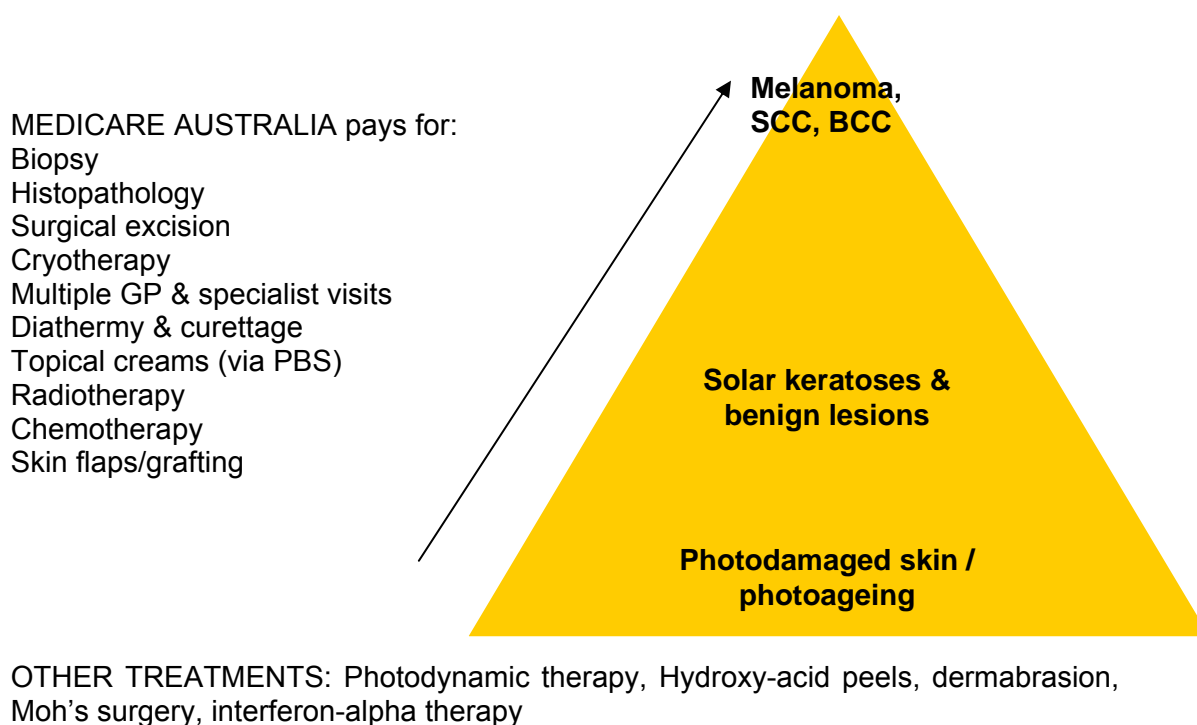 MEDICARE AUSTRALIA pays for:
Biopsy
Histopathology
Surgical excision
Cryotherapy
Multiple GP & specialist visits
Diathermy & curettage
Topical creams (via PBS)
Radiotherapy
Chemotherapy
Skin flaps/grafting
Melanoma,
SCC, BCC
Solar keratoses &
benign lesions
Photodamaged skin /
photoageing
OTHER TREATMENTS: Photodynamic therapy, Hydroxy-acid peels, dermabrasion,
Moh's surgery, interferon-alpha therapy